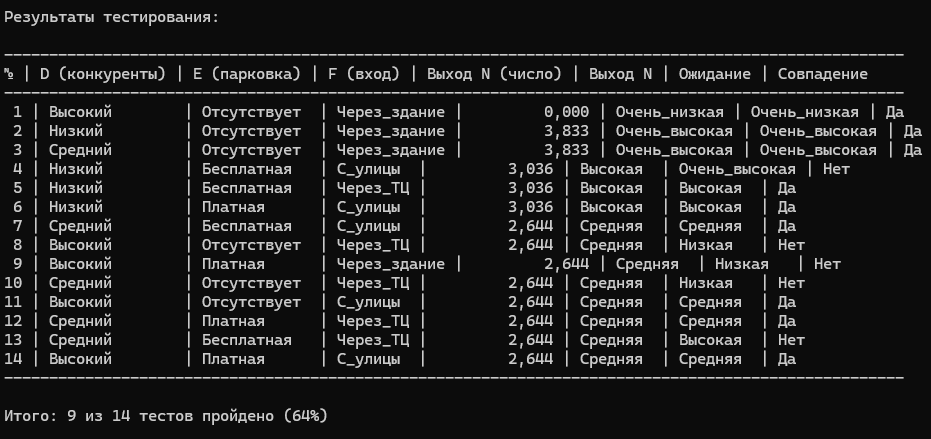 Результаты тестирования:
----------------------------------------------------------------------------------------------------
№ | D (конкуренты) | E (парковка) | F (вход) | Выход N (число) | Выход N | Ожидание | Совпадение
----------------------------------------------------------------------------------------------------
 1 | Высокий        | Отсутствует  | Через_здание |         0,000 | Очень_низкая | Очень_низкая | Да
 2 | Низкий         | Отсутствует  | Через_здание |         3,833 | Очень_высокая | Очень_высокая | Да
 3 | Средний        | Отсутствует  | Через_здание |         3,833 | Очень_высокая | Очень_высокая | Да
 4 | Низкий         | Бесплатная   | С_улицы  |         3,036 | Высокая  | Очень_высокая | Нет
 5 | Низкий         | Бесплатная   | Через_ТЦ |         3,036 | Высокая  | Высокая  | Да
 6 | Низкий         | Платная      | С_улицы  |         3,036 | Высокая  | Высокая  | Да
 7 | Средний        | Бесплатная   | С_улицы  |         2,644 | Средняя  | Средняя  | Да
 8 | Высокий        | Отсутствует  | Через_ТЦ |         2,644 | Средняя  | Низкая   | Нет
 9 | Высокий        | Платная      | Через_здание |         2,644 | Средняя  | Низкая   | Нет
10 | Средний        | Отсутствует  | Через_ТЦ |         2,644 | Средняя  | Низкая   | Нет
11 | Высокий        | Отсутствует  | С_улицы  |         2,644 | Средняя  | Средняя  | Да
12 | Средний        | Платная      | Через_ТЦ |         2,644 | Средняя  | Средняя  | Да
13 | Средний        | Бесплатная   | Через_ТЦ |         2,644 | Средняя  | Высокая  | Нет
14 | Высокий        | Платная      | С_улицы  |         2,644 | Средняя  | Средняя  | Да
----------------------------------------------------------------------------------------------------
Итого: 9 из 14 тестов пройдено (64%)